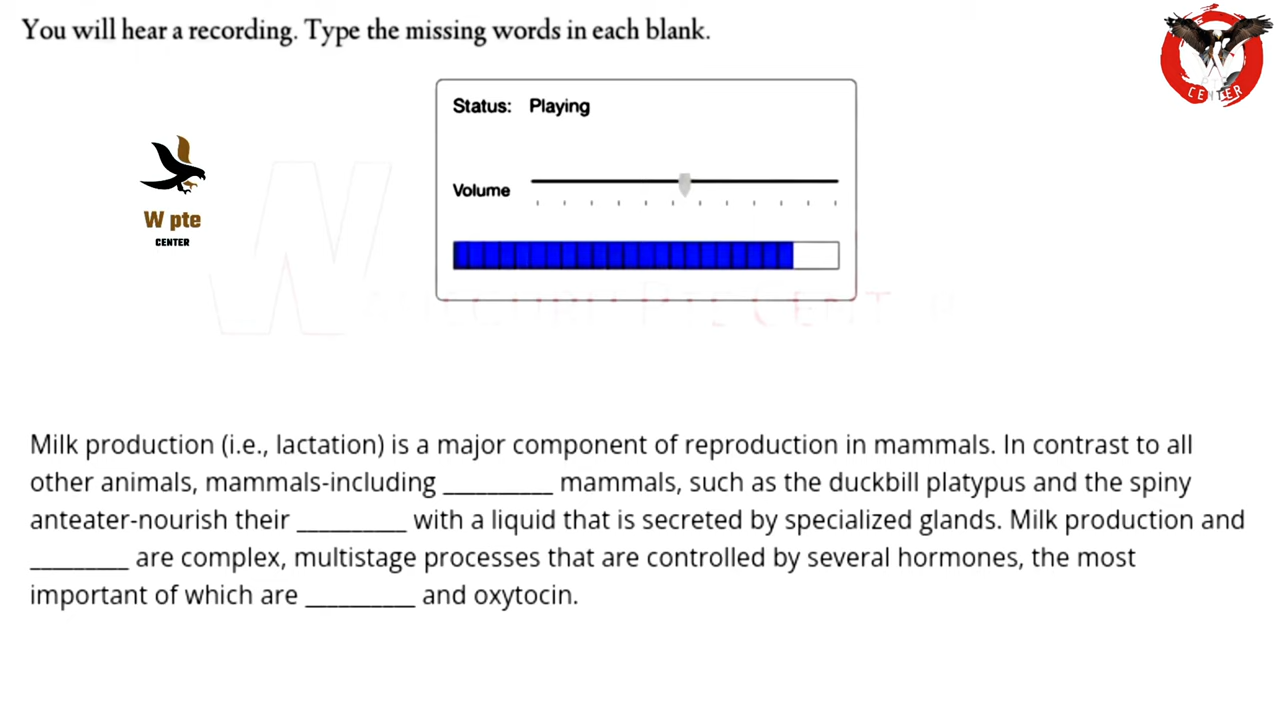 You will hear a recording. Type the missing words in each blank.
CENTER
Status: Playing
Volume
W pte
CENTER
W
PTE CENTER
Milk production (i.e., lactation) is a major component of reproduction in mammals. In contrast to all
other animals, mammals-including _________ mammals, such as the duckbill platypus and the spiny
anteater-nourish their __________ with a liquid that is secreted by specialized glands. Milk production and
_________ are complex, multistage processes that are controlled by several hormones, the most
important of which are __________ and oxytocin.